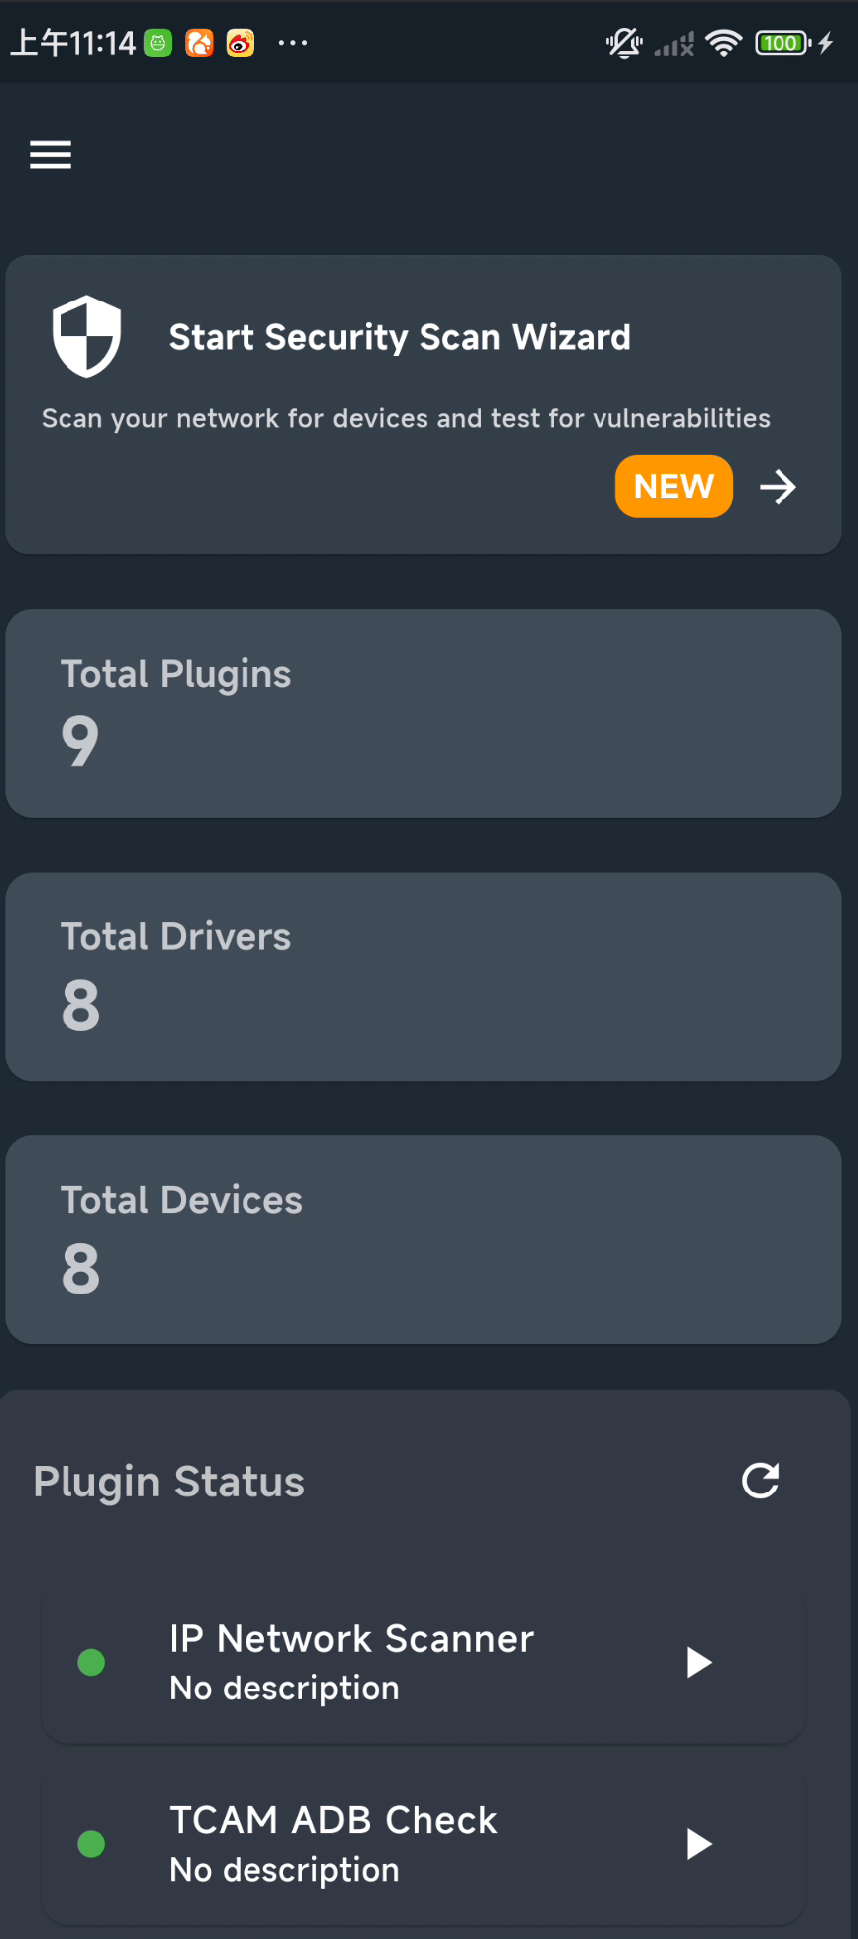 上午11:14
100
Start Security Scan Wizard
Scan your network for devices and test for vulnerabilities
NEW
Total Plugins
9
Total Drivers
8
Total Devices
8
Plugin Status
IP Network Scanner
No description
TCAM ADB Check
No description